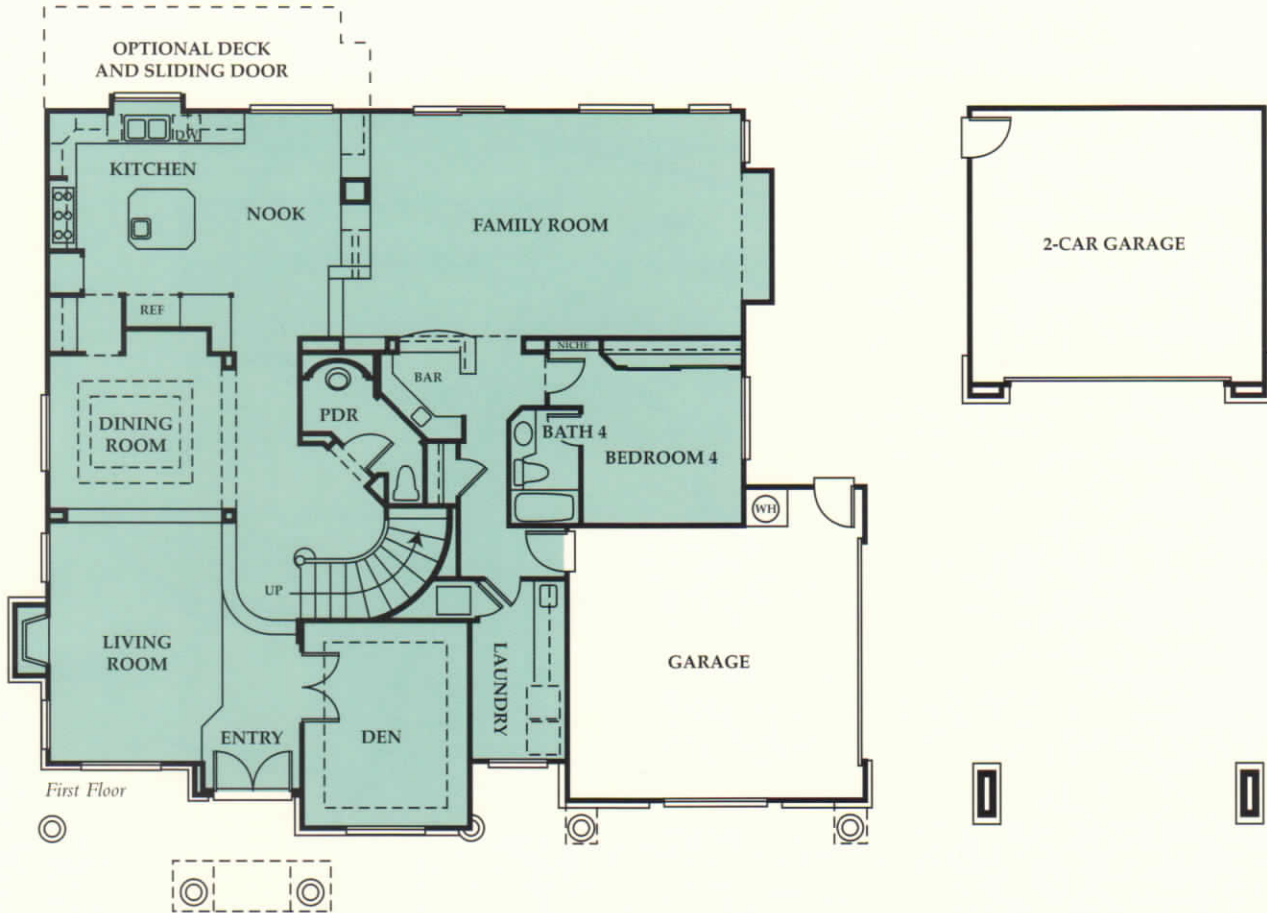 OPTIONAL DECK
AND SLIDING DOOR
DW
KITCHEN
NOOK
FAMILY ROOM
2-CAR GARAGE
REF
NICHE
BAR
PDR
DINING
ROOM
BATH 4
BEDROOM 4
WH
UP
LIVING
ROOM
LAUNDRY
GARAGE
ENTRY
DEN
First Floor